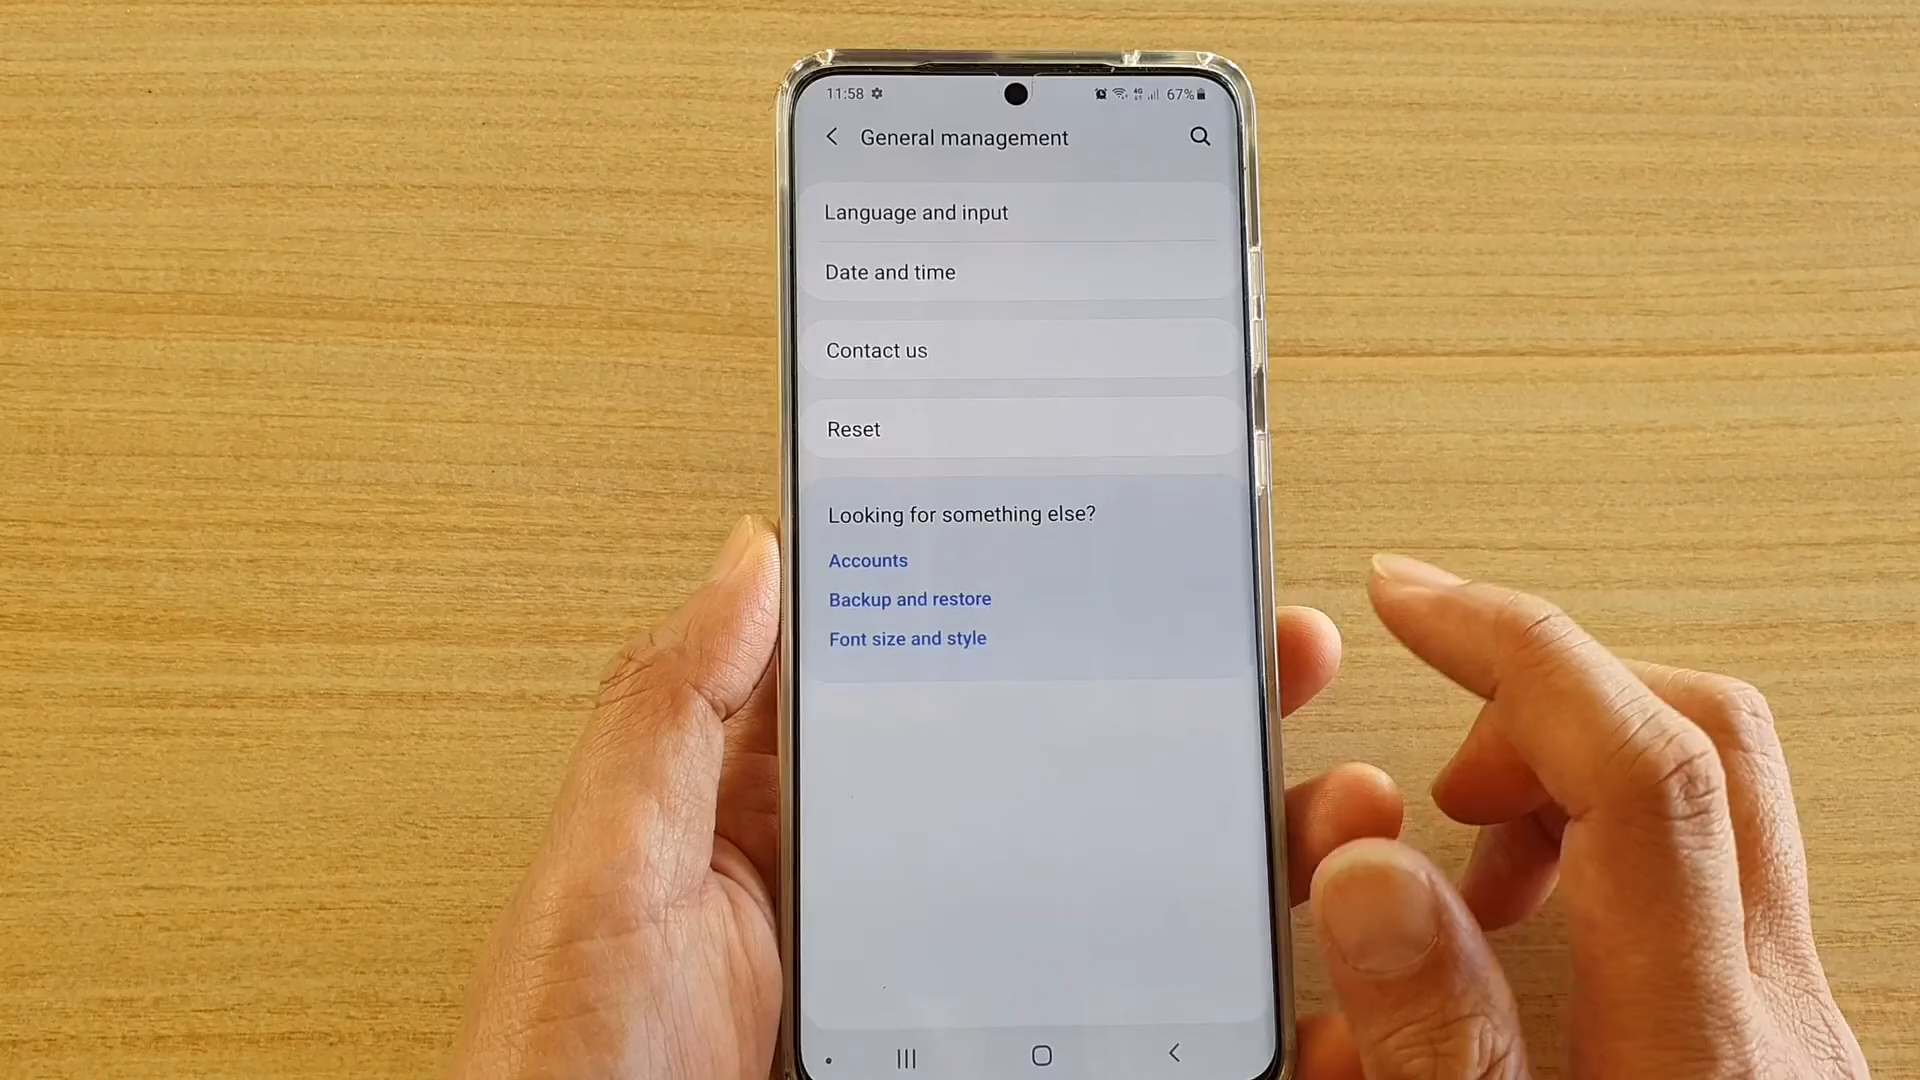 11:58
4G 67%
General management
Language and input
Date and time
Contact us
Reset
Looking for something else?
Accounts
Backup and restore
Font size and style